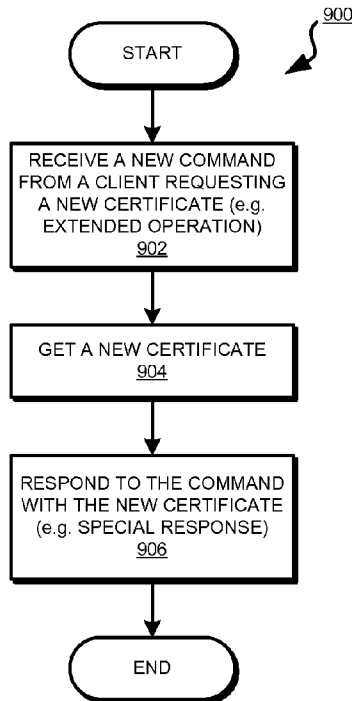 900
START
RECEIVE A NEW COMMAND
FROM A CLIENT REQUESTING
A NEW CERTIFICATE (e.g.
EXTENDED OPERATION)
902
GET A NEW CERTIFICATE
904
RESPOND TO THE COMMAND
WITH THE NEW CERTIFICATE
(e.g. SPECIAL RESPONSE)
906
END